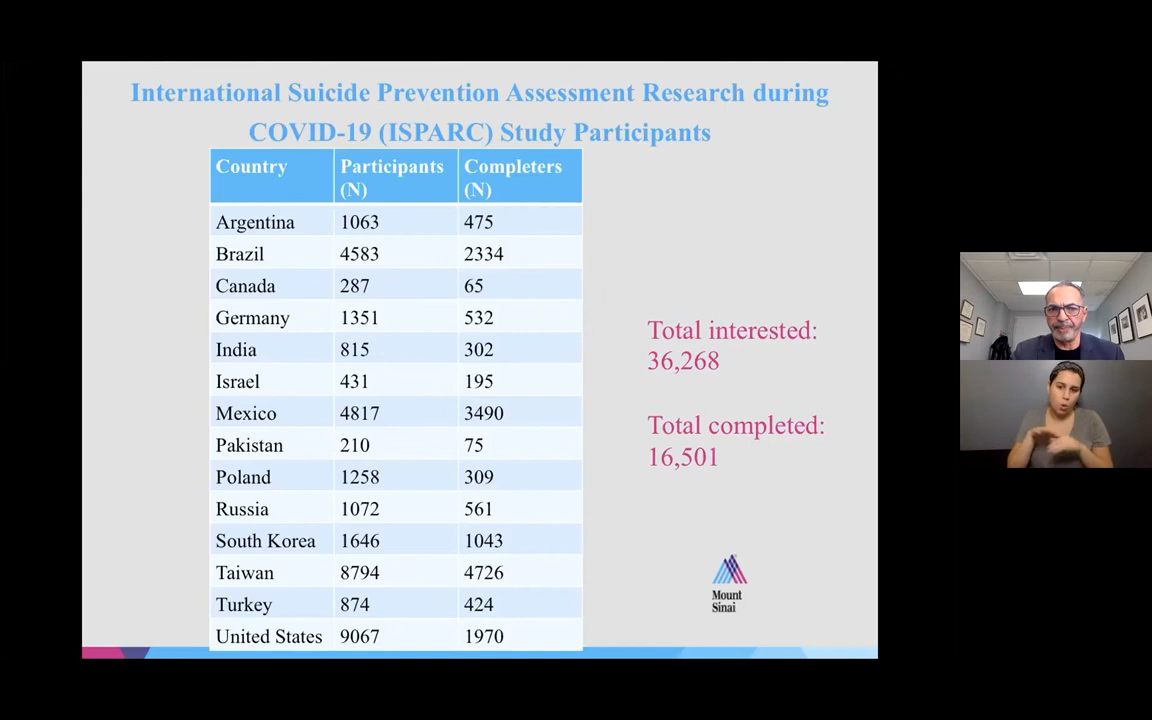 International Suicide Prevention Assessment Research during
COVID-19 (ISPARC) Study Participants
Country Participants (N) Completers (N)
Argentina 1063 475
Brazil 4583 2334
Canada 287 65
Germany 1351 532
India 815 302
Israel 431 195
Mexico 4817 3490
Pakistan 210 75
Poland 1258 309
Russia 1072 561
South Korea 1646 1043
Taiwan 8794 4726
Turkey 874 424
United States 9067 1970
Total interested:
36,268
Total completed:
16,501
Mount
Sinai